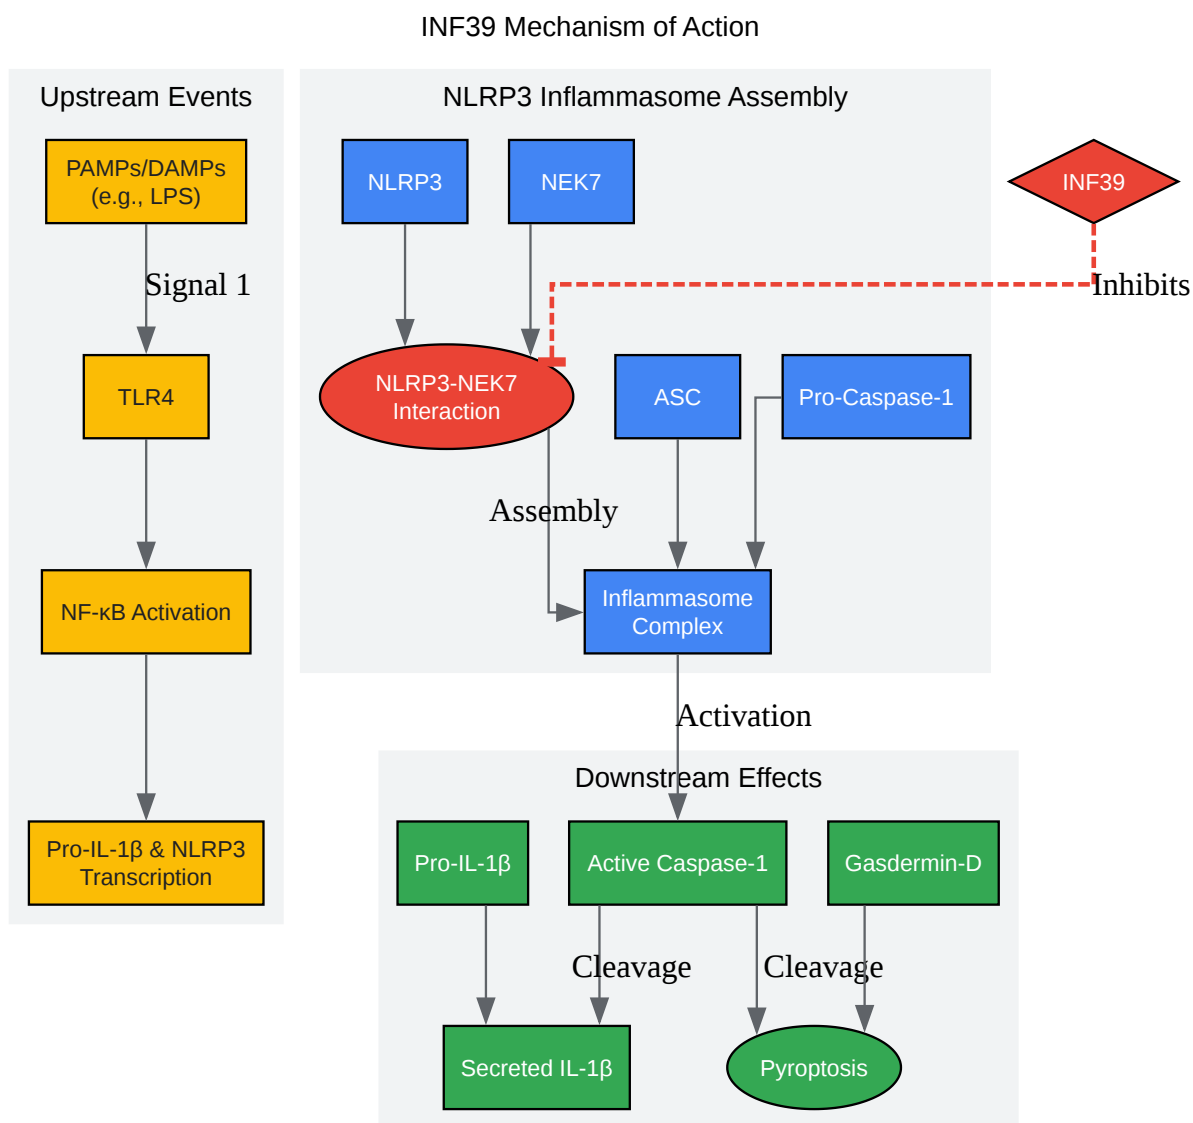 INF39 Mechanism of Action
Upstream Events
PAMPs/DAMPs
(e.g., LPS)
Signal 1
TLR4
NF-κB Activation
Pro-IL-1β & NLRP3
Transcription
NLRP3 Inflammasome Assembly
NLRP3
NEK7
INF39
Inhibits
NLRP3-NEK7
Interaction
ASC
Pro-Caspase-1
Assembly
Inflammasome
Complex
Activation
Downstream Effects
Pro-IL-1β
Active Caspase-1
Gasdermin-D
Cleavage
Cleavage
Secreted IL-1β
Pyroptosis